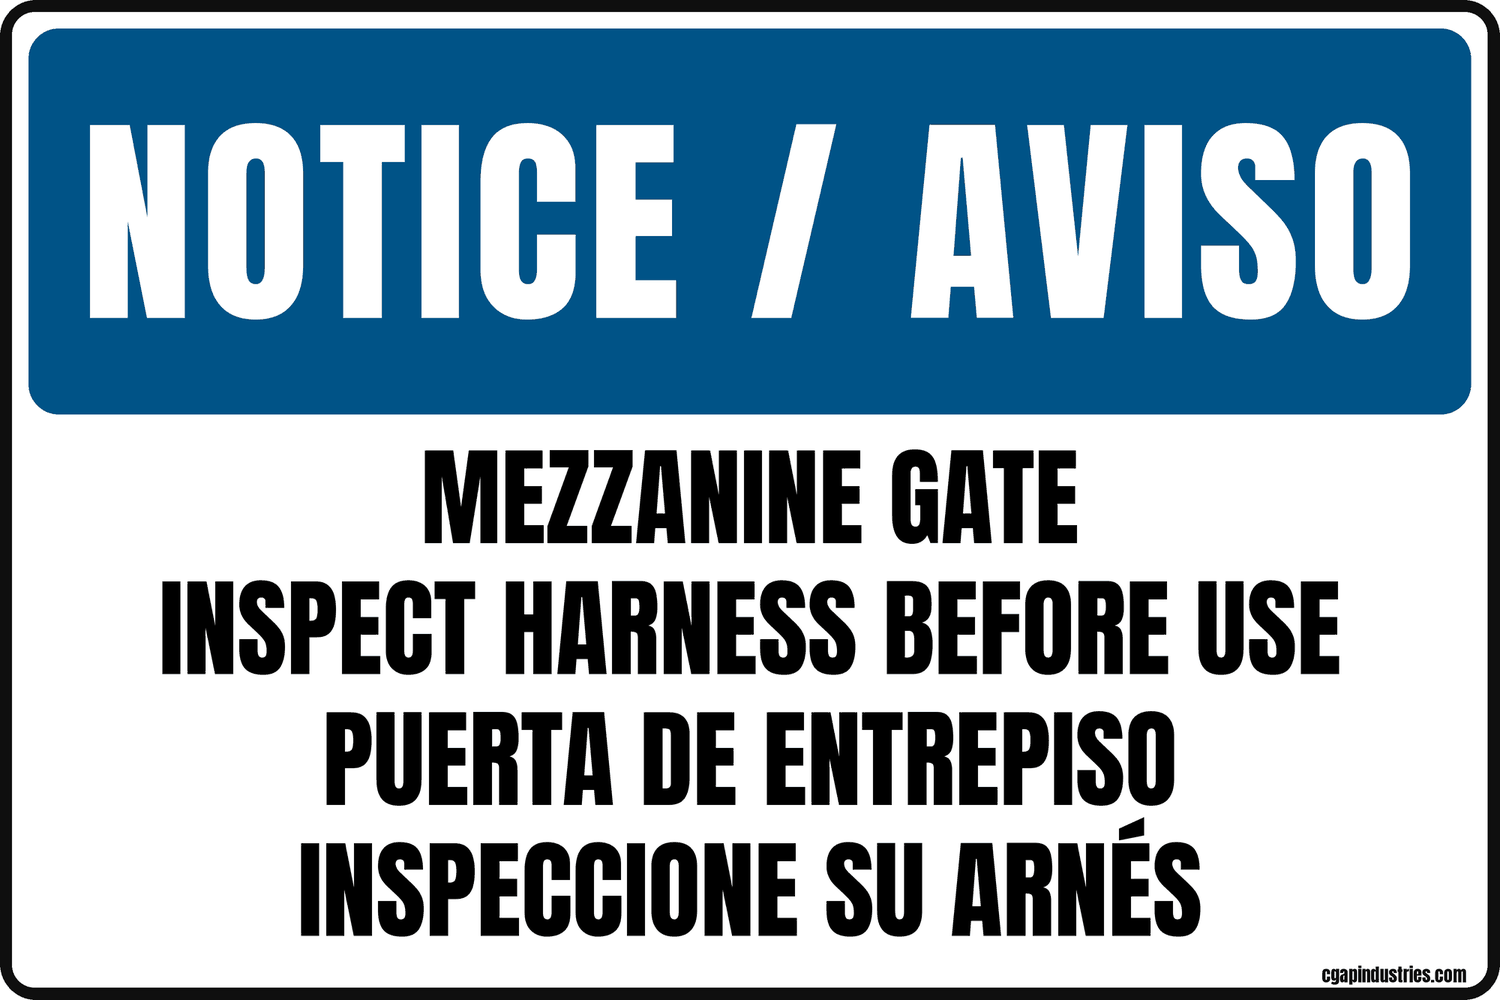 NOTICE / AVISO
MEZZANINE GATE
INSPECT HARNESS BEFORE USE
PUERTA DE ENTREPISO
INSPECCIONE SU ARNÉS
cgapindustries.com